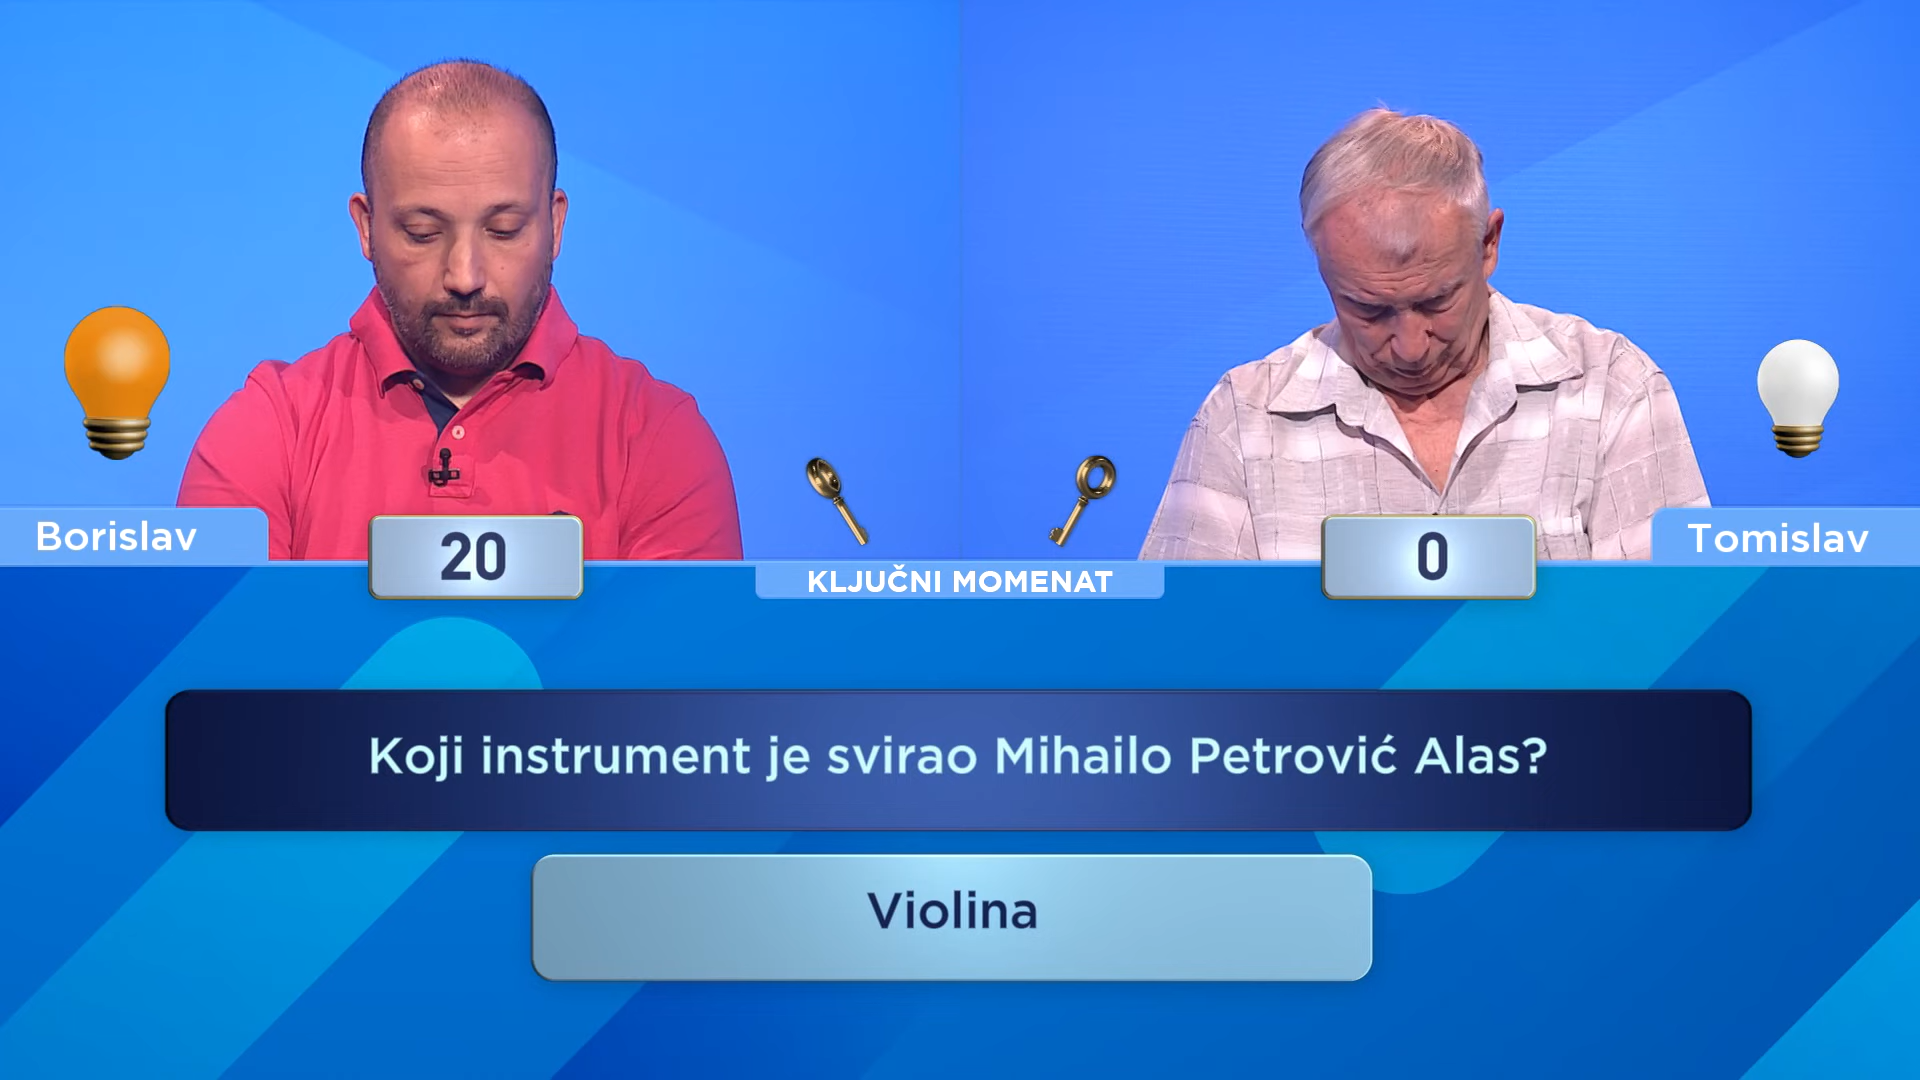 Borislav
20
KLJUČNI MOMENAT
0
Tomislav
Koji instrument je svirao Mihailo Petrović Alas?
Violina